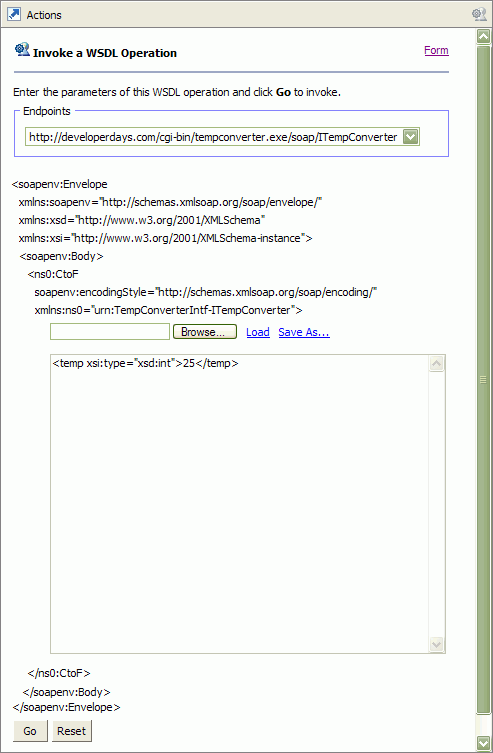 Actions
Invoke a WSDL Operation
Form
Enter the parameters of this WSDL operation and click Go to invoke.
Endpoints
http://developerdays.com/cgi-bin/tempconverter.exe/soap/ITempConverter
<soapenv:Envelope
xmlns:soapenv="http://schemas.xmlsoap.org/soap/envelope/"
xmlns:xsd="http://www.w3.org/2001/XMLSchema"
xmlns:xsi="http://www.w3.org/2001/XMLSchema-instance">
<soapenv:Body>
<ns0:CtoF
soapenv:encodingStyle="http://schemas.xmlsoap.org/soap/encoding/"
xmlns:ns0="urn:TempConverterIntf-ITempConverter">
Browse... Load Save As...
<temp xsi:type="xsd:int">25</temp>
</ns0:CtoF>
</soapenv:Body>
</soapenv:Envelope>
Go Reset